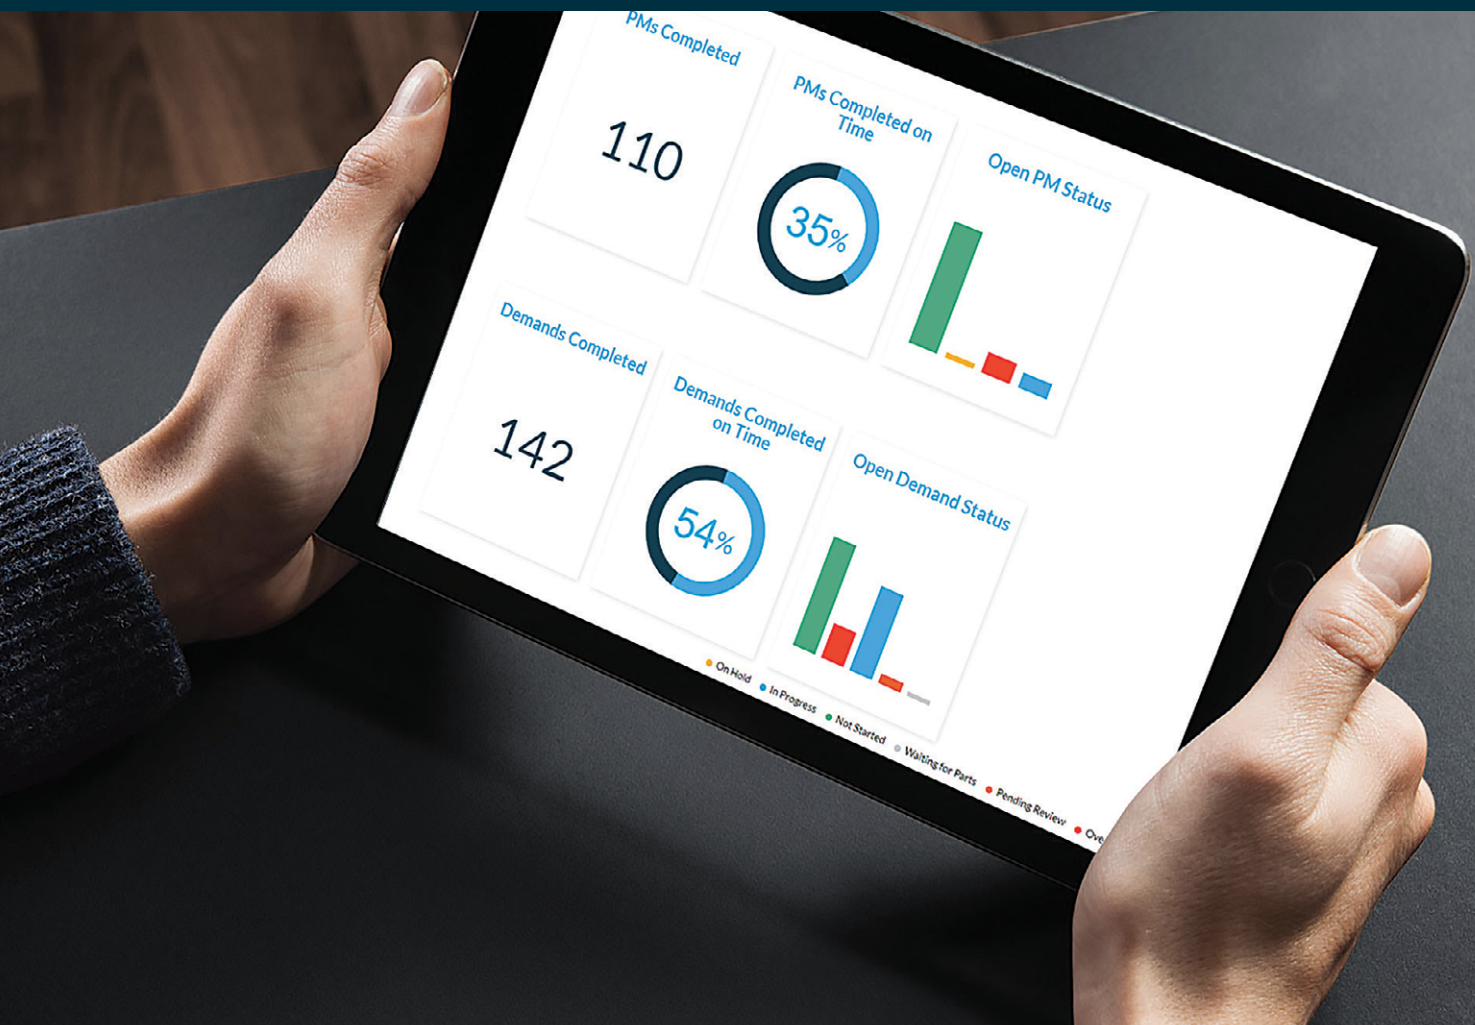 PMs Completed
110
PMs Completed on
Time
35%
Open PM Status
Demands Completed
142
Demands Completed
on Time
54%
Open Demand Status
On Hold
In Progress
Not Started
Waiting for Parts
Pending Review
Ove